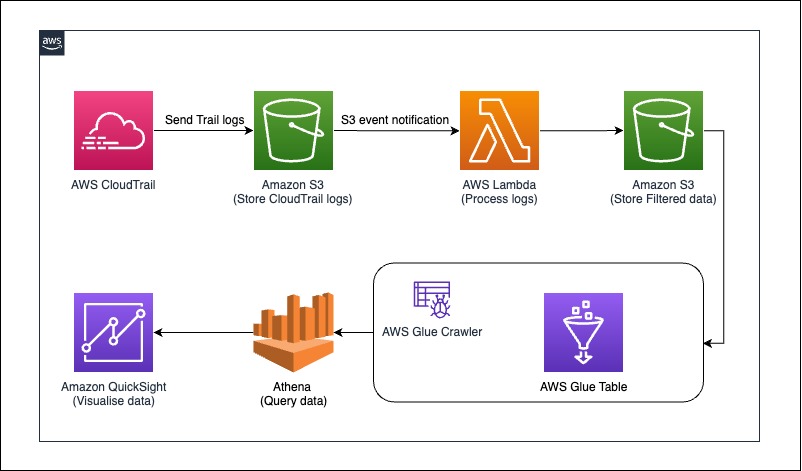 aws
Send Trail logs
S3 event notification
AWS CloudTrail
Amazon S3
(Store CloudTrail logs)
AWS Lambda
(Process logs)
Amazon S3
(Store Filtered data)
AWS Glue Crawler
AWS Glue Table
Athena
(Query data)
Amazon QuickSight
(Visualise data)